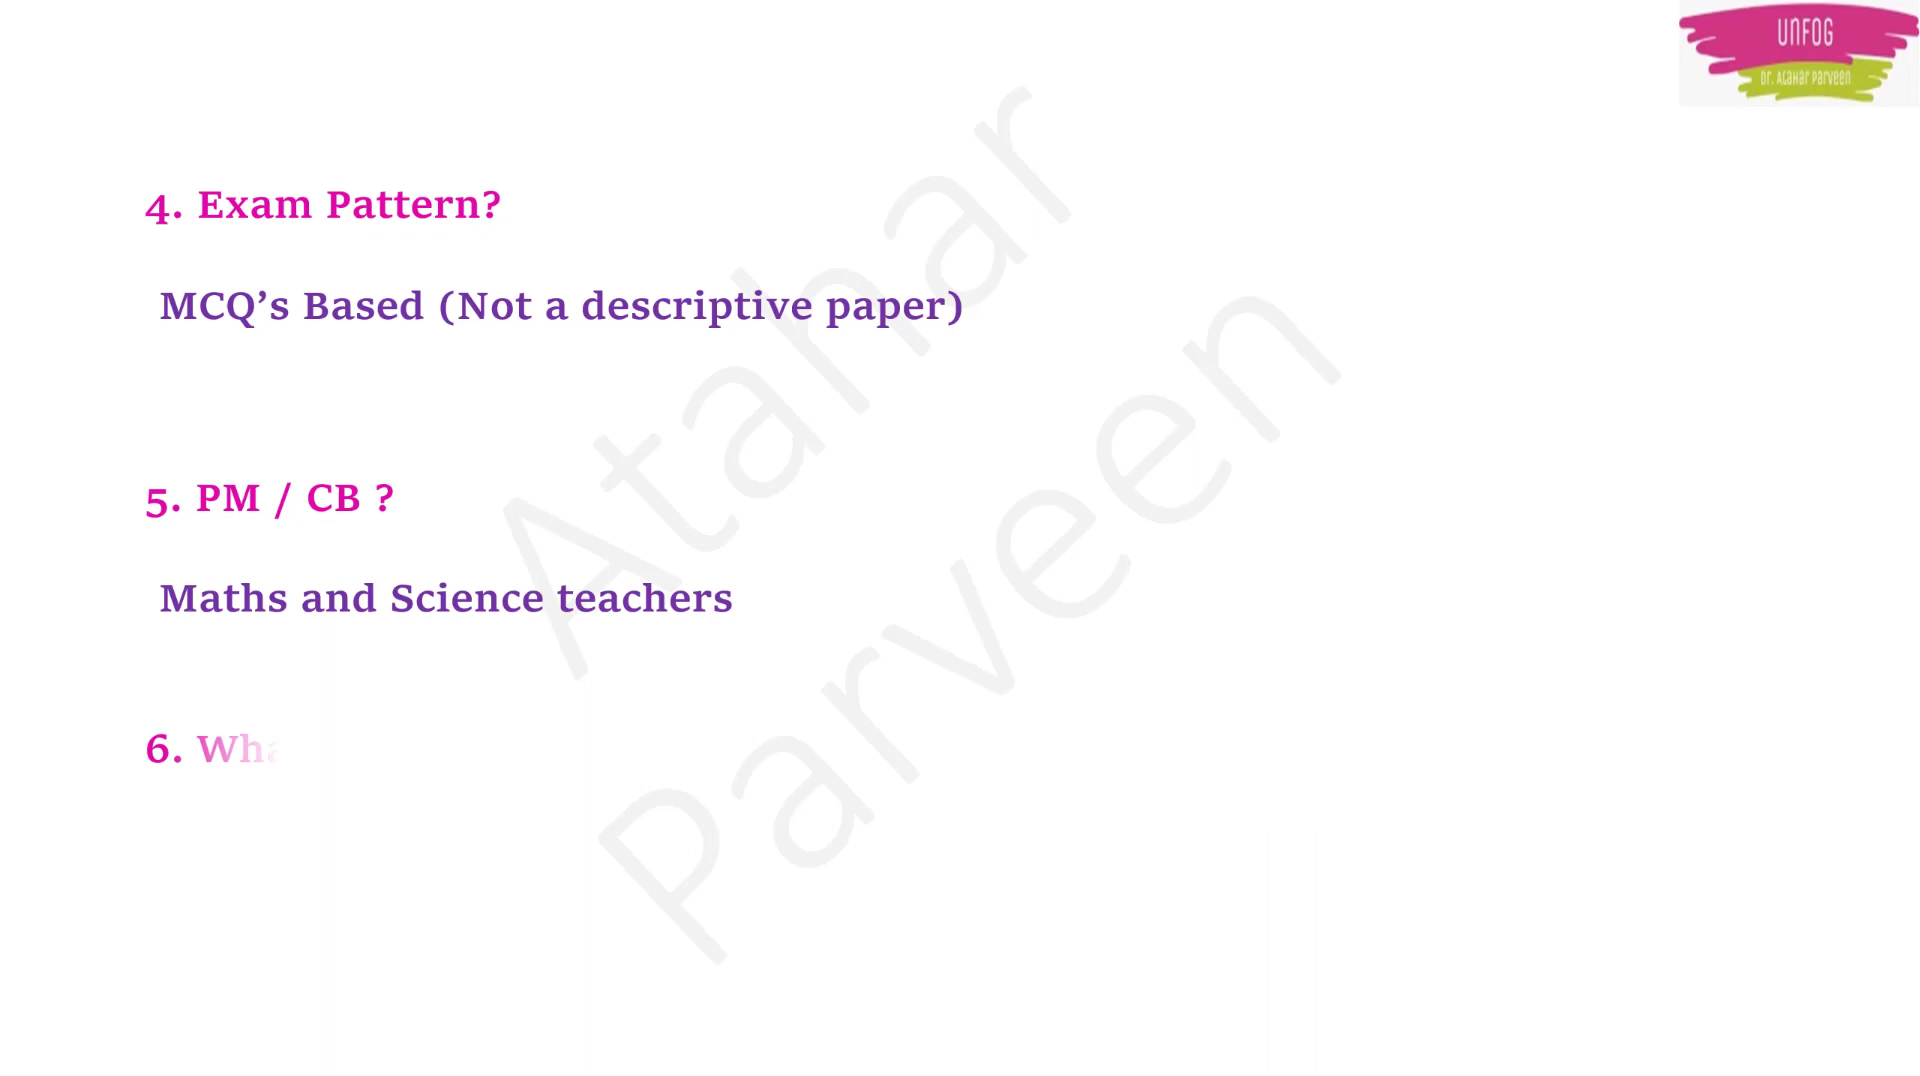 UNFOG
Dr. Atahar Parveen
4. Exam Pattern?
MCQ’s Based (Not a descriptive paper)
5. PM / CB ?
Maths and Science teachers
6.
Atahar
Parveen